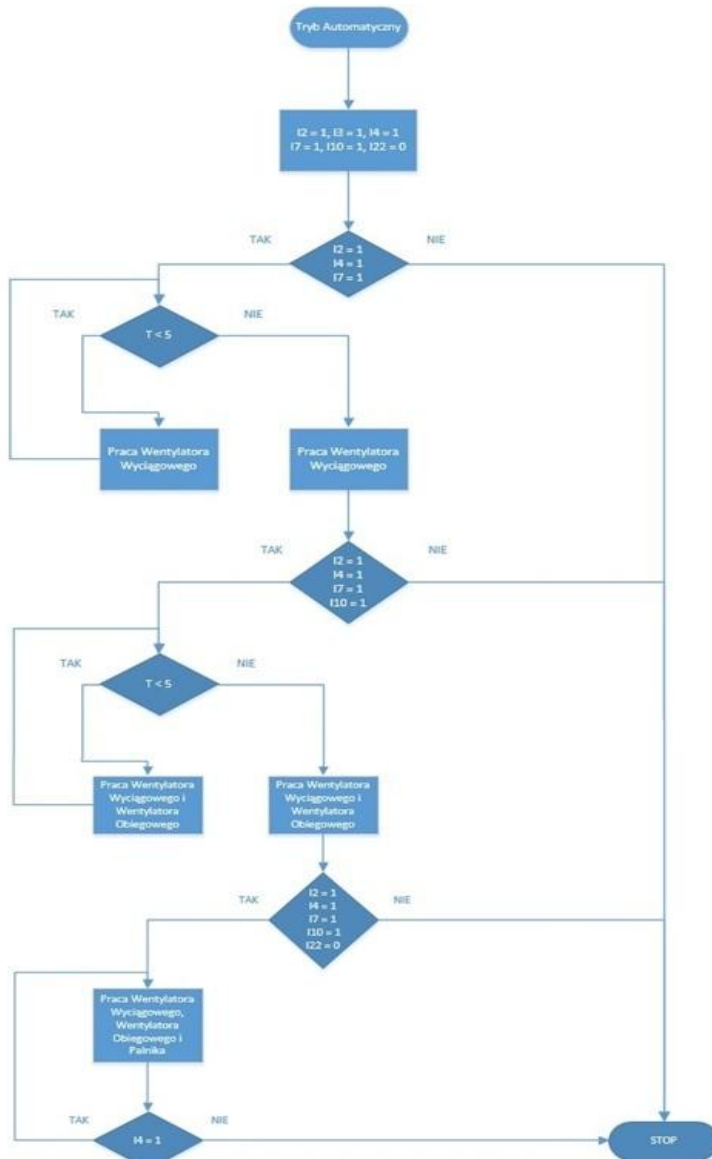 Tryb Automatyczny
I2 = 1, I3 = 1, I4 = 1
I7 = 1, I10 = 1, I22 = 0
TAK
NIE
I2 = 1
I4 = 1
I7 = 1
TAK
NIE
T < 5
Praca Wentylatora
Wyciągowego
Praca Wentylatora
Wyciągowego
TAK
NIE
I2 = 1
I4 = 1
I7 = 1
I10 = 1
TAK
NIE
T < 5
Praca Wentylatora
Wyciągowego i
Wentylatora
Obiegowego
Praca Wentylatora
Wyciągowego i
Wentylatora
Obiegowego
TAK
NIE
I2 = 1
I4 = 1
I7 = 1
I10 = 1
I22 = 0
Praca Wentylatora
Wyciągowego,
Wentylatora
Obiegowego i
Palnika
TAK
NIE
I4 = 1
STOP